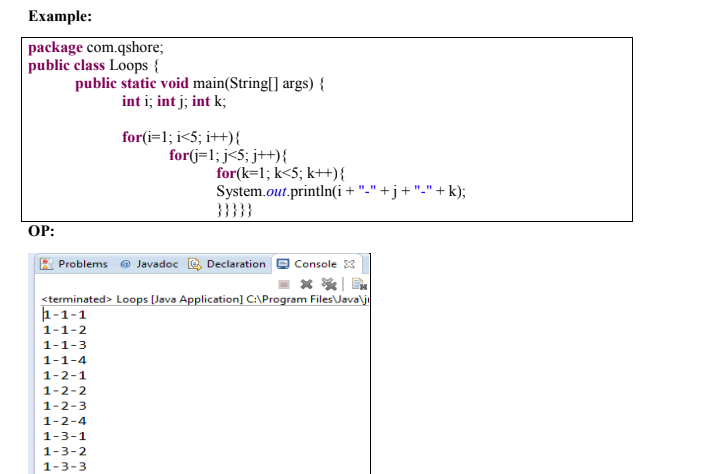 Example:
package com.qshore;
public class Loops {
public static void main(String[] args) {
int i; int j; int k;
for(i=1; i<5; i++){
for(j=1; j<5; j++){
for(k=1; k<5; k++){
System.out.println(i + "-" + j + "-" + k);
}}}}}
OP:
Problems @ Javadoc Declaration Console
<terminated> Loops [Java Application] C:\Program Files\Java\j
1-1-1
1-1-2
1-1-3
1-1-4
1-2-1
1-2-2
1-2-3
1-2-4
1-3-1
1-3-2
1-3-3